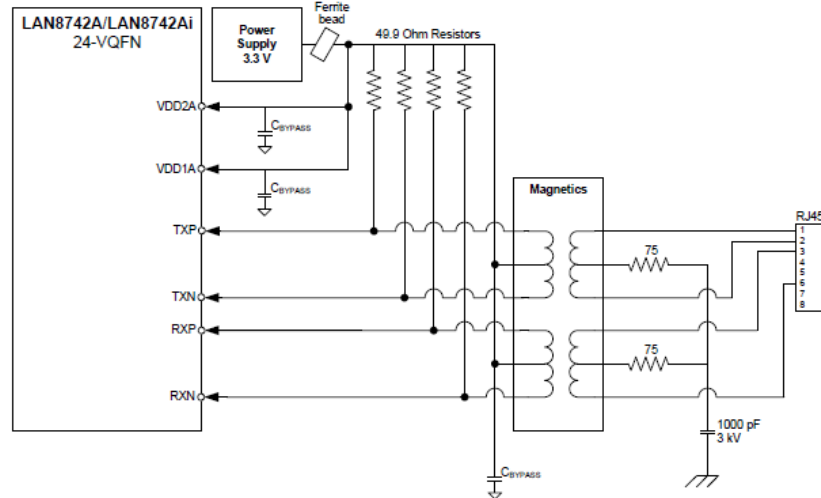 LAN8742A/LAN8742Ai
24-VQFN
Power
Supply
3.3 V
Ferrite
bead
49.9 Ohm Resistors
VDD2A
CBYPASS
VDD1A
CBYPASS
Magnetics
RJ45
TXP
75
1
2
3
4
5
6
7
8
TXN
RXP
75
RXN
1000 pF
3 kV
CBYPASS